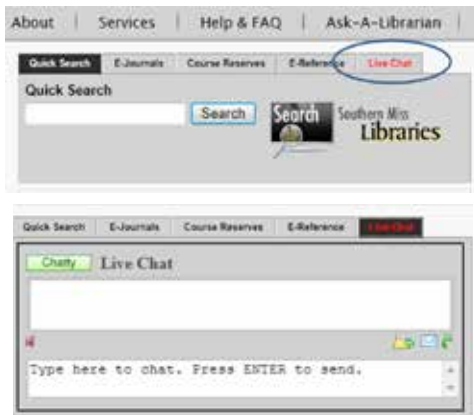 About | Services | Help & FAQ | Ask-A-Librarian |
Quick Search E-Journals Course Reserves E-Reference Live Chat
Quick Search
Search Search Southern Miss
Libraries
Quick Search E-Journals Course Reserves E-Reference Live Chat
Chatty Live Chat
Type here to chat. Press ENTER to send.